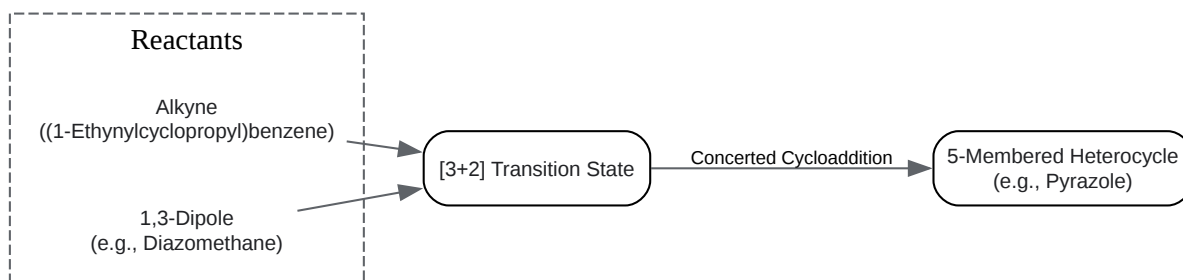 Reactants
Alkyne
((1-Ethynylcyclopropyl)benzene)
1,3-Dipole
(e.g., Diazomethane)
[3+2] Transition State
Concerted Cycloaddition
5-Membered Heterocycle
(e.g., Pyrazole)